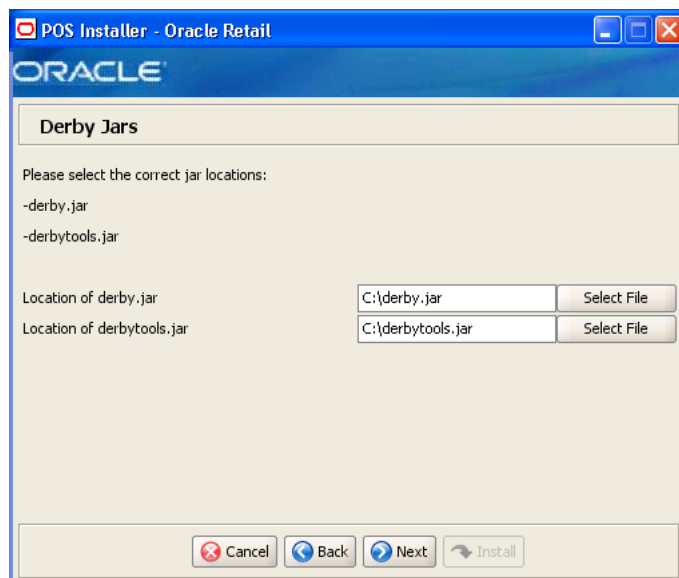 POS Installer - Oracle Retail
ORACLE
Derby Jars
Please select the correct jar locations:
-derby.jar
-derbytools.jar
Location of derby.jar C:\derby.jar Select File
Location of derbytools.jar C:\derbytools.jar Select File
Cancel Back Next Install